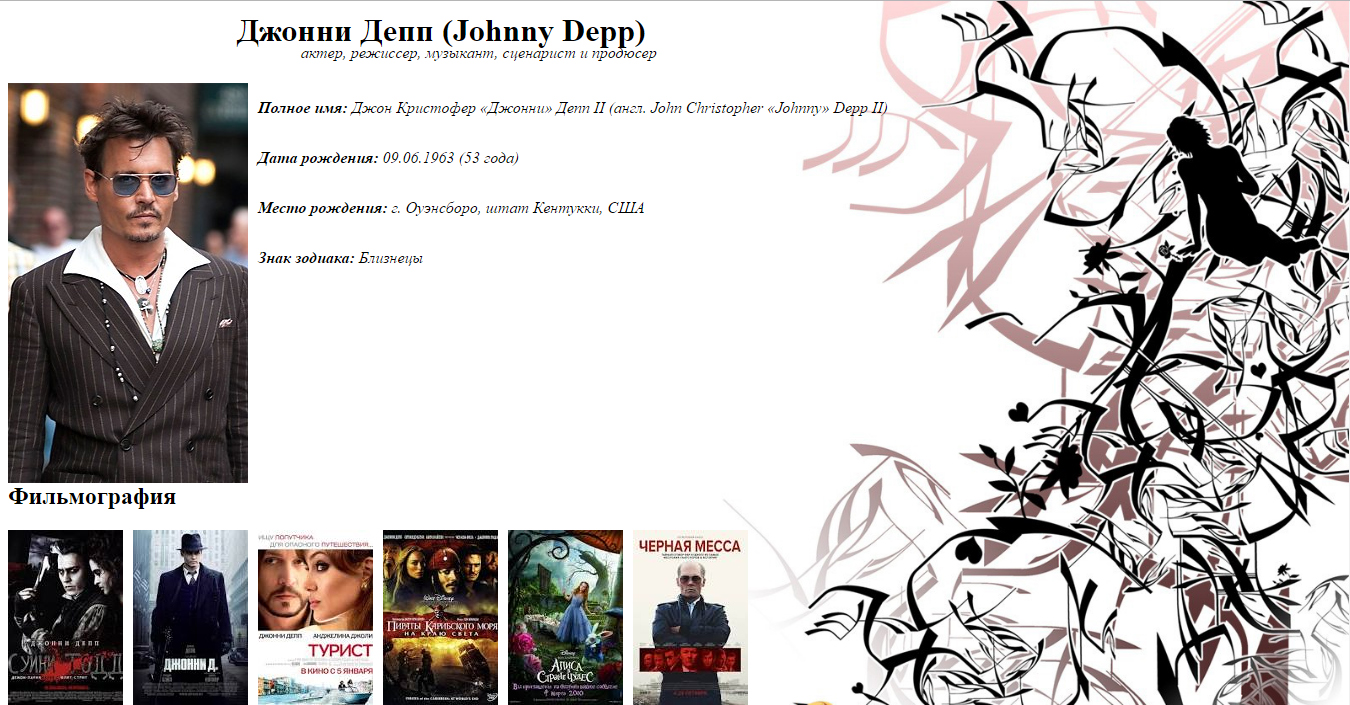 Джонни Депп (Johnny Depp)
актер, режиссер, музыкант, сценарист и продюсер
Полное имя: Джон Кристофер «Джонни» Депп II (англ. John Christopher «Johnny» Depp II)
Дата рождения: 09.06.1963 (53 года)
Место рождения: г. Оуэнсборо, штат Кентукки, США
Знак зодиака: Близнецы
Фильмография
ДЖОННИ ДЕПП
СУИНИ ТОДД
ДЖОННИ Д.
ИЩУ ПОПУТЧИКА
ДЛЯ ОПАСНОГО ПУТЕШЕСТВИЯ...
ДЖОННИ ДЕПП АНДЖЕЛИНА ДЖОЛИ
ТУРИСТ
В КИНО С 5 ЯНВАРЯ
Walt Disney
ПИРАТЫ КАРИБСКОГО МОРЯ
НА КРАЮ СВЕТА
АЛИСА
В СТРАНЕ ЧУДЕС
ЧЕРНАЯ МЕССА